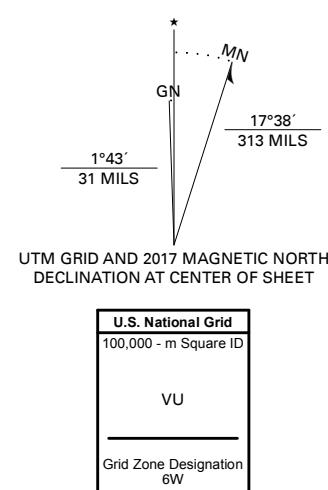 ★
MN
GN
17°38´
313 MILS
1°43´
31 MILS
UTM GRID AND 2017 MAGNETIC NORTH
DECLINATION AT CENTER OF SHEET
U.S. National Grid
100,000 - m Square ID
VU
Grid Zone Designation
6W